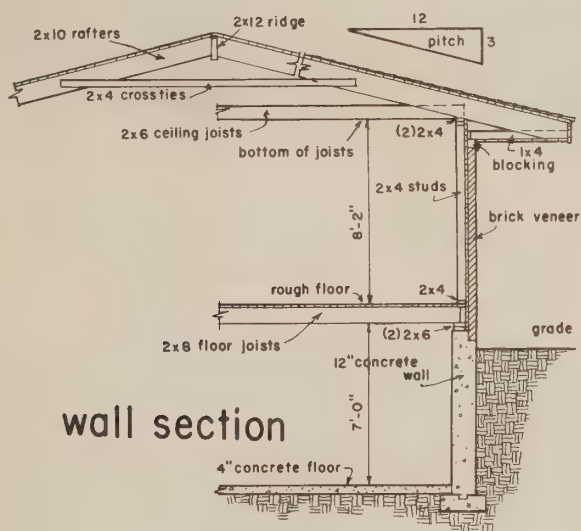 2x12 ridge
2x10 rafters
12
pitch
3
2x4 crossties
2x6 ceiling joists
(2) 2x4
bottom of joists
1x4
blocking
2x4 studs
8'-2"
brick veneer
rough floor
2x4
2x8 floor joists
(2) 2x6
grade
12" concrete
wall
7'-0"
wall section
4" concrete floor